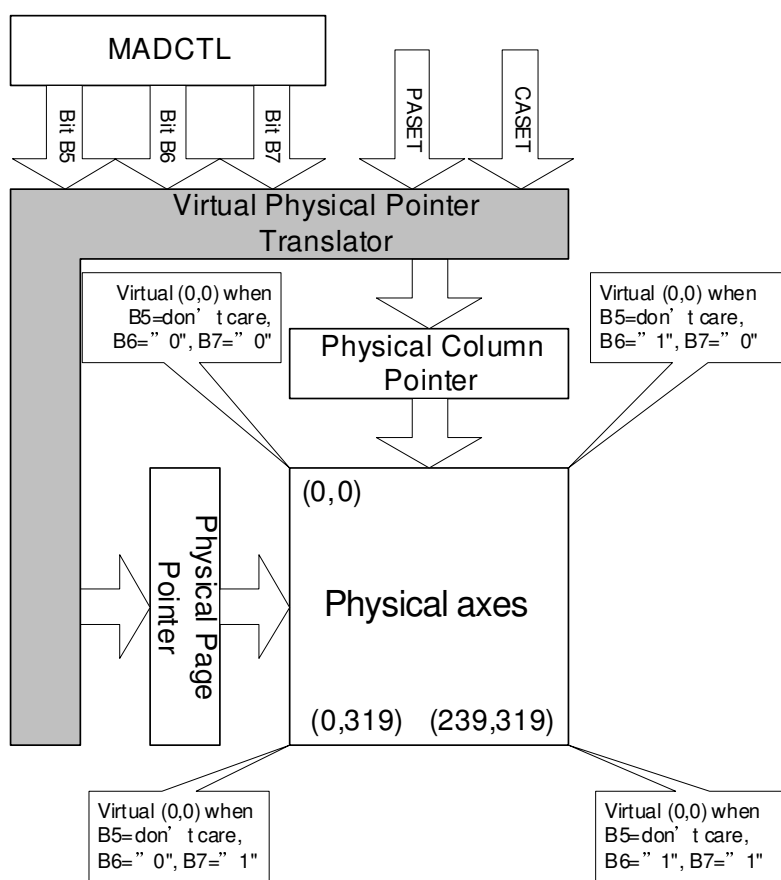 MADCTL
Bit B5
Bit B6
Bit B7
PASET
CASET
Virtual Physical Pointer
Translator
Virtual (0,0) when
B5=don’ t care,
B6=” 0", B7=” 0"
Physical Column
Pointer
Virtual (0,0) when
B5=don’ t care,
B6=” 1", B7=” 0"
(0,0)
Physical Page
Pointer
Physical axes
(0,319)
(239,319)
Virtual (0,0) when
B5=don’ t care,
B6=” 0", B7=” 1"
Virtual (0,0) when
B5=don’ t care,
B6=” 1", B7=” 1"